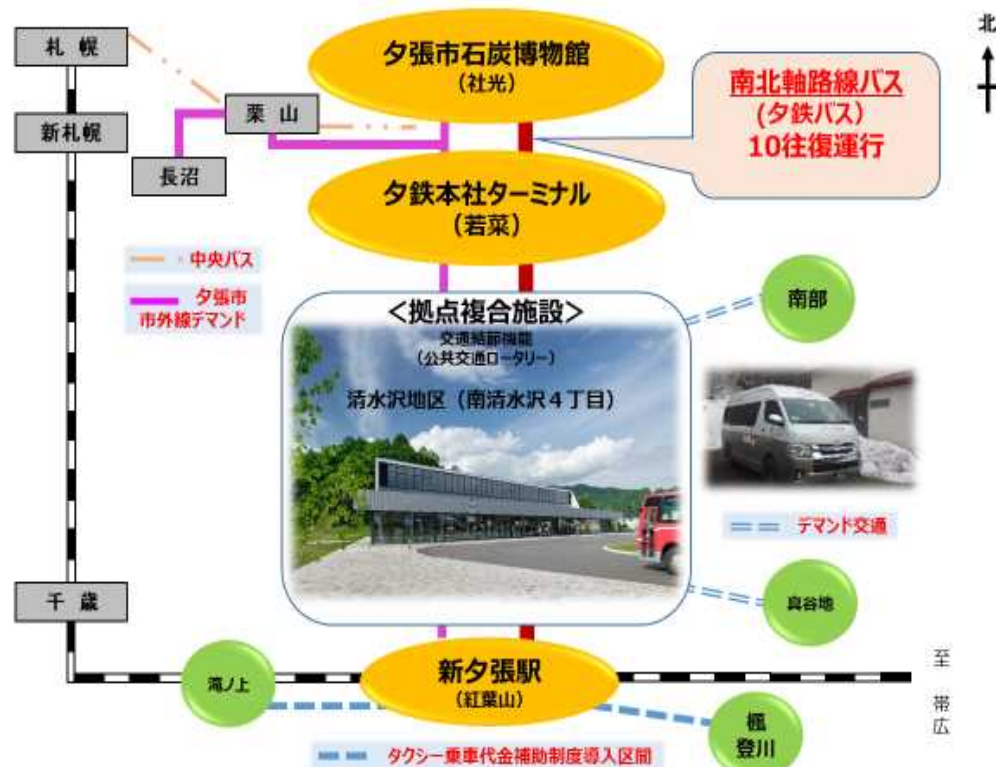 北
札幌
新札幌
栗山
長沼
夕張市石炭博物館
(社光)
南北軸路線バス
(夕鉄バス)
10往復運行
夕鉄本社ターミナル
(若菜)
中央バス
夕張市
市外線デマンド
南部
<拠点複合施設>
交通結節機能
(公共交通ロータリー)
清水沢地区(南清水沢4丁目)
デマンド交通
千歳
真谷地
滝ノ上
新夕張駅
(紅葉山)
楓
登川
至
帯
広
タクシー乗車代金補助制度導入区間